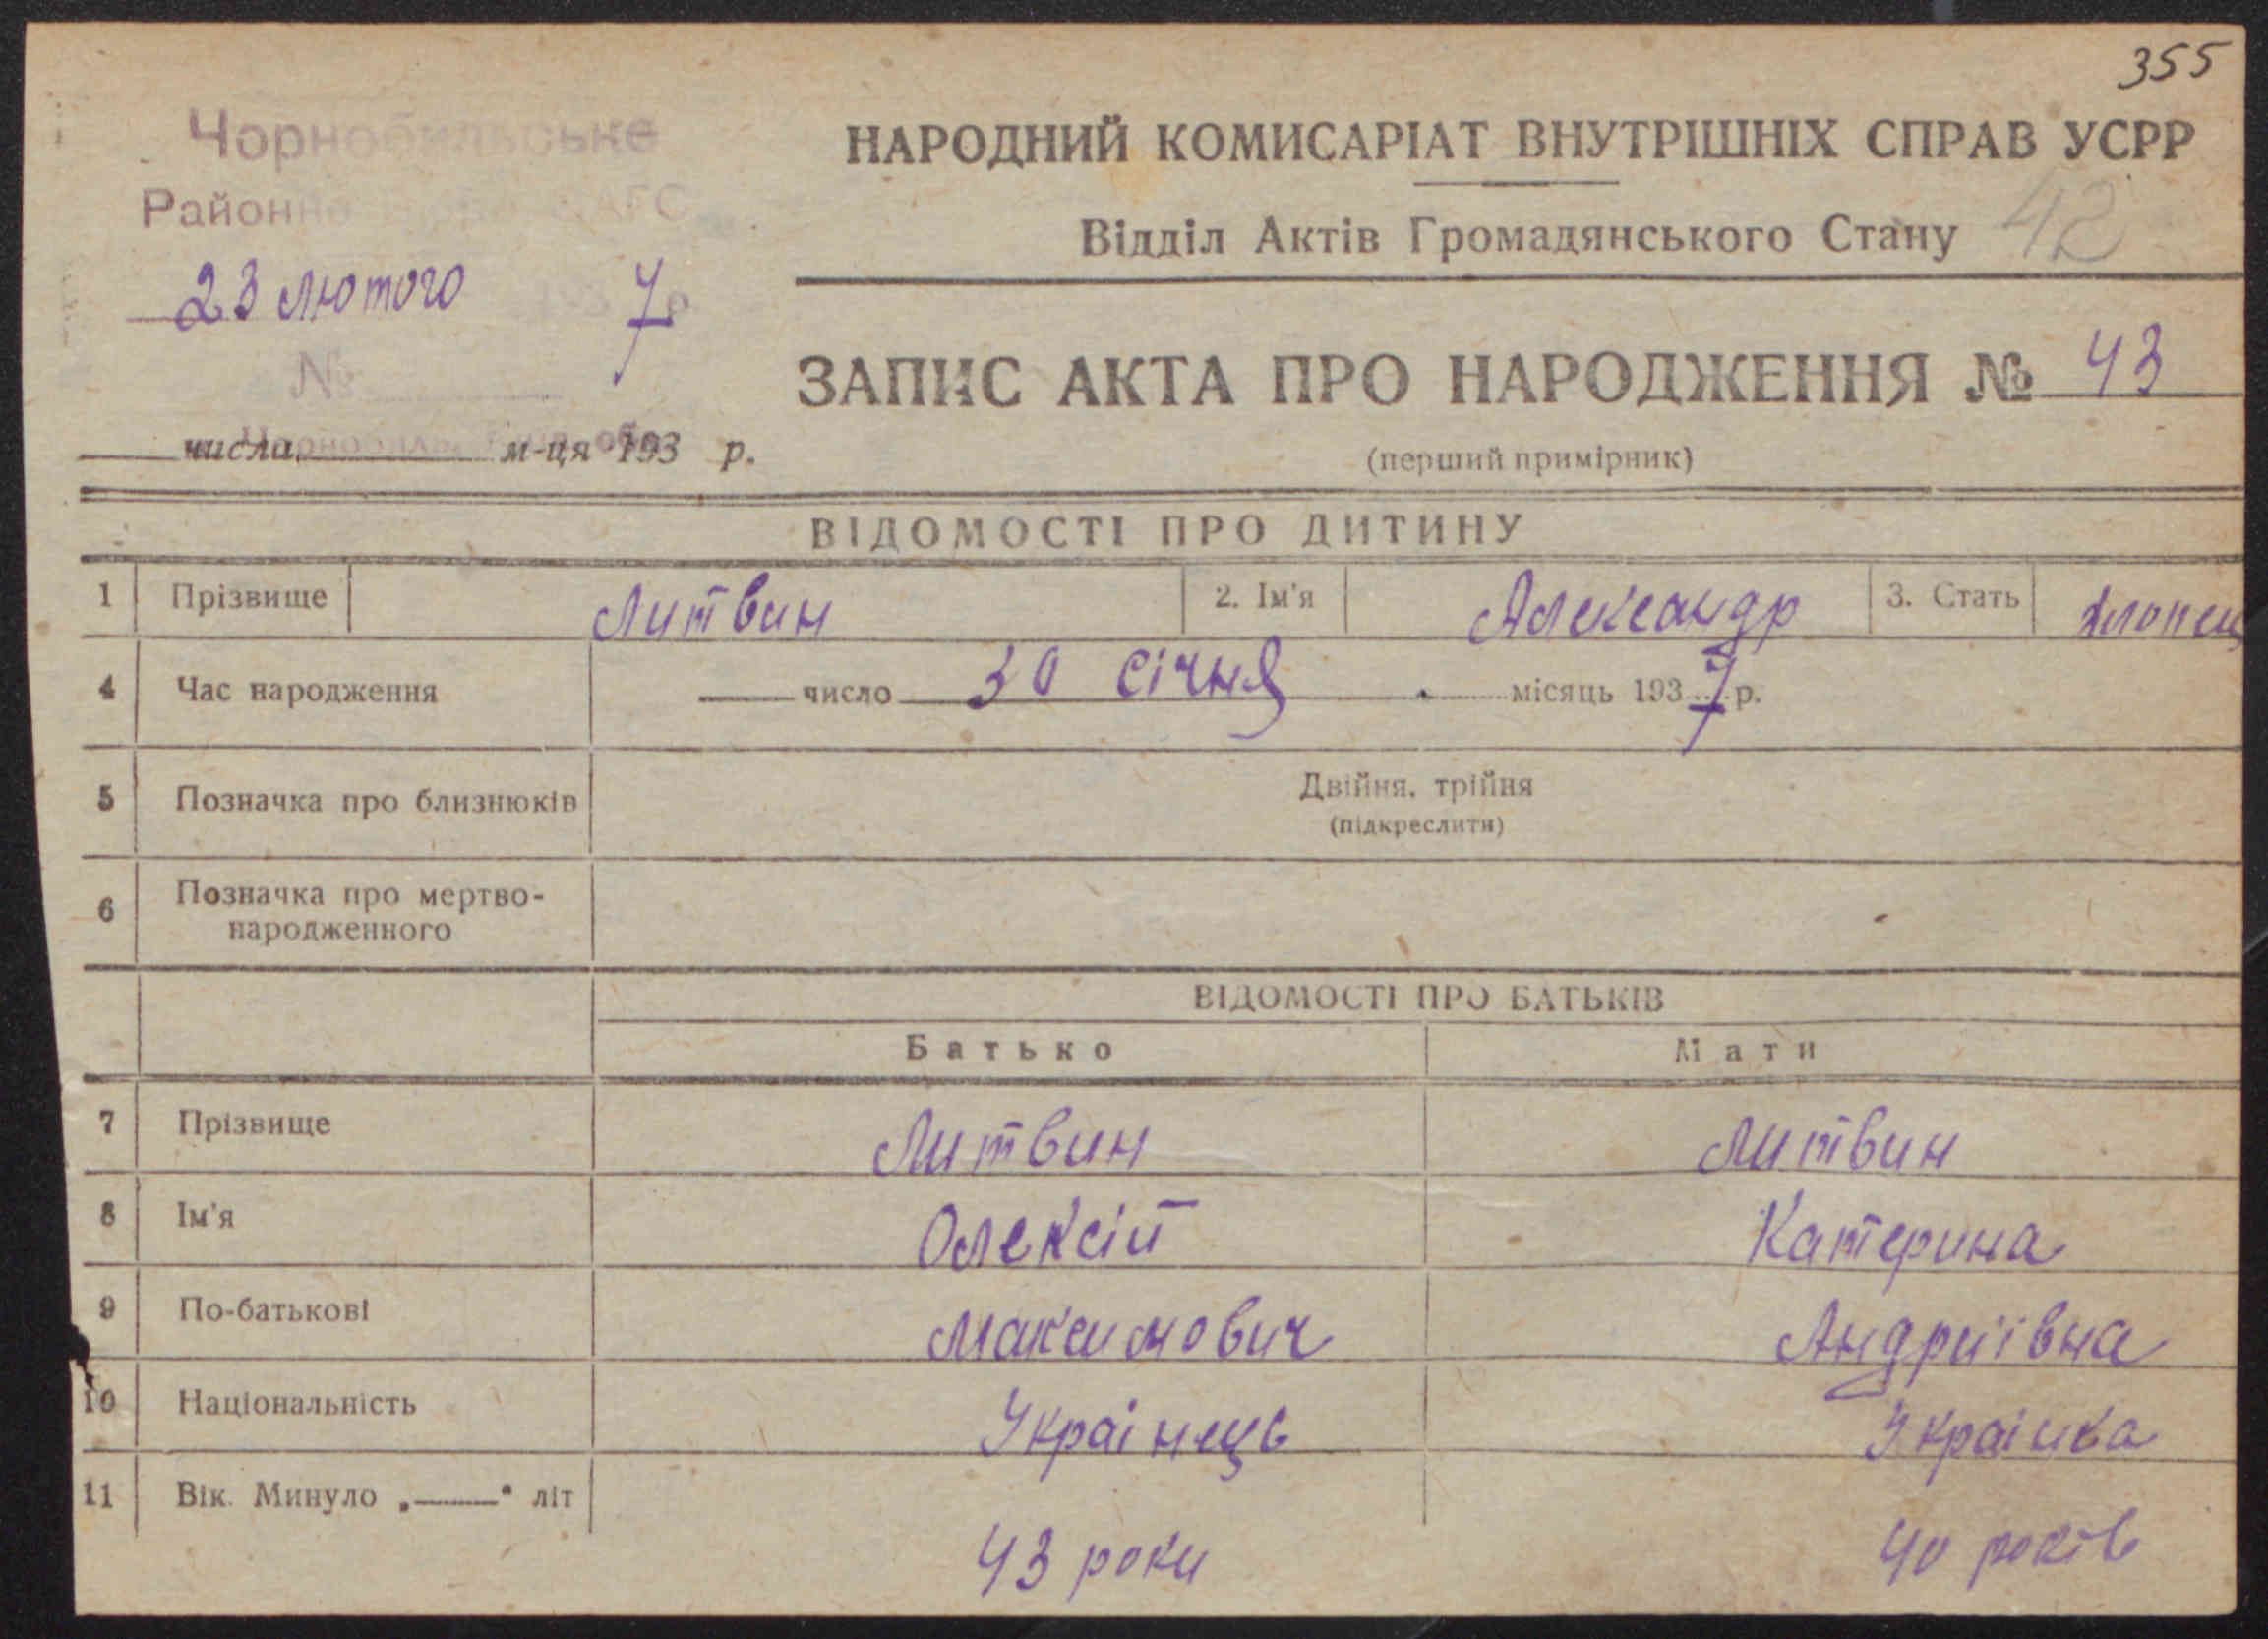 355
Чорнобильське
НАРОДНИЙ КОМИСАРІАТ ВНУТРІШНІХ СПРАВ УСРР
Районне ЗАГС
42
Відділ Актів Громадянського Стану
23 лютого 1937 р
№
ЗАПИС АКТА ПРО НАРОДЖЕННЯ № 43
числа м-ця 193 р.
(перший примірник)
ВІДОМОСТІ ПРО ДИТИНУ
1 Прізвище Литвин 2. Ім'я Александр 3. Стать хлопець
4 Час народження число 30 січня місяць 1937 р.
5 Позначка про близнюків Двійня, трійня
(підкреслити)
6 Позначка про мертво-
народженного
ВІДОМОСТІ ПРО БАТЬКІВ
Батько Мати
7 Прізвище Литвин Литвин
8 Ім'я Олексій Катерина
9 По-батькові Максимович Андріївна
10 Національність Українець Українка
11 Вік. Минуло „ “ літ
43 роки 40 років